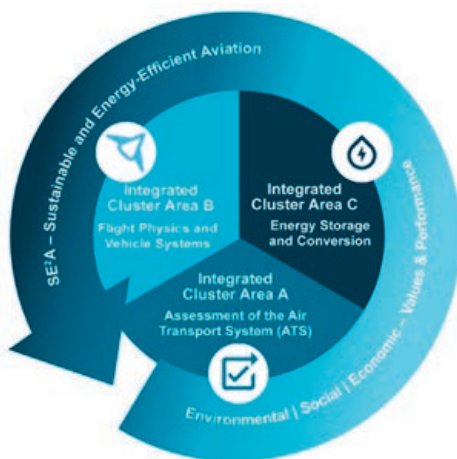 SE²A – Sustainable and Energy-Efficient Aviation
Integrated
Cluster Area B
Flight Physics and
Vehicle Systems
Integrated
Cluster Area C
Energy Storage
and Conversion
Integrated
Cluster Area A
Assessment of the Air
Transport System (ATS)
Environmental | Social | Economic – Values & Performance